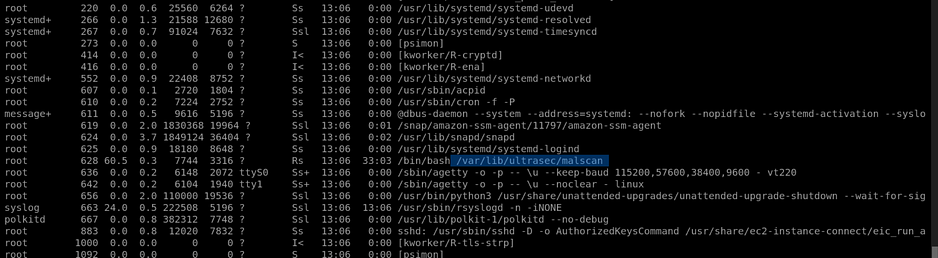 root 220 0.0 0.6 25560 6264 ? Ss 13:06 0:00 /usr/lib/systemd/systemd-udevd
systemd+ 266 0.0 1.3 21588 12680 ? Ss 13:06 0:00 /usr/lib/systemd/systemd-resolved
systemd+ 267 0.0 0.7 91024 7632 ? Ssl 13:06 0:00 /usr/lib/systemd/systemd-timesyncd
root 273 0.0 0.0 0 0 ? S 13:06 0:00 [psimon]
root 414 0.0 0.0 0 0 ? I< 13:06 0:00 [kworker/R-cryptd]
root 416 0.0 0.0 0 0 ? I< 13:06 0:00 [kworker/R-ena]
systemd+ 552 0.0 0.9 22408 8752 ? Ss 13:06 0:00 /usr/lib/systemd/systemd-networkd
root 607 0.0 0.1 2720 1804 ? Ss 13:06 0:00 /usr/sbin/acpid
root 610 0.0 0.2 7224 2752 ? Ss 13:06 0:00 /usr/sbin/cron -f -P
message+ 611 0.0 0.5 9616 5196 ? Ss 13:06 0:00 @dbus-daemon --system --address=systemd: --nofork --nopidfile --systemd-activation --syslo
root 619 0.0 2.0 1830368 19964 ? Ssl 13:06 0:01 /snap/amazon-ssm-agent/11797/amazon-ssm-agent
root 624 0.0 3.7 1849124 36404 ? Ssl 13:06 0:02 /usr/lib/snapd/snapd
root 625 0.0 0.9 18180 8648 ? Ss 13:06 0:00 /usr/lib/systemd/systemd-logind
root 628 60.5 0.3 7744 3316 ? Rs 13:06 33:03 /bin/bash /var/lib/ultrasec/malscan
root 636 0.0 0.2 6148 2072 ttyS0 Ss+ 13:06 0:00 /sbin/agetty -o -p -- \u --keep-baud 115200,57600,38400,9600 - vt220
root 642 0.0 0.2 6104 1940 tty1 Ss+ 13:06 0:00 /sbin/agetty -o -p -- \u --noclear - linux
root 656 0.0 2.0 110000 19536 ? Ssl 13:06 0:00 /usr/bin/python3 /usr/share/unattended-upgrades/unattended-upgrade-shutdown --wait-for-sig
syslog 663 24.0 0.5 222508 5196 ? Ssl 13:06 13:06 /usr/sbin/rsyslogd -n -iNONE
polkitd 667 0.0 0.8 382312 7748 ? Ssl 13:06 0:00 /usr/lib/polkit-1/polkitd --no-debug
root 883 0.0 0.8 12020 7832 ? Ss 13:06 0:00 sshd: /usr/sbin/sshd -D -o AuthorizedKeysCommand /usr/share/ec2-instance-connect/eic_run_a
root 1000 0.0 0.0 0 0 ? I< 13:06 0:00 [kworker/R-tls-strp]
root 1092 0.0 0.0 0 0 ? S 13:06 0:00 [psimon]